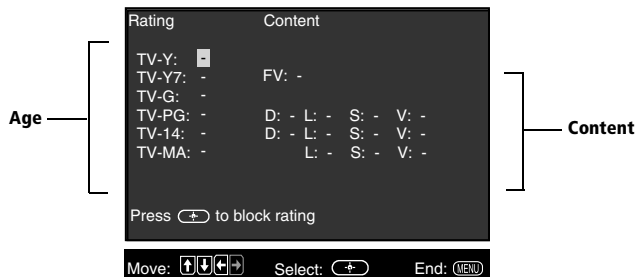 Rating Content
TV-Y: -
TV-Y7: - FV: -
TV-G: -
Age
TV-PG: - D: - L: - S: - V: -
TV-14: - D: - L: - S: - V: -
Content
TV-MA: - L: - S: - V: -
Press to block rating
Move: Select: End: MENU